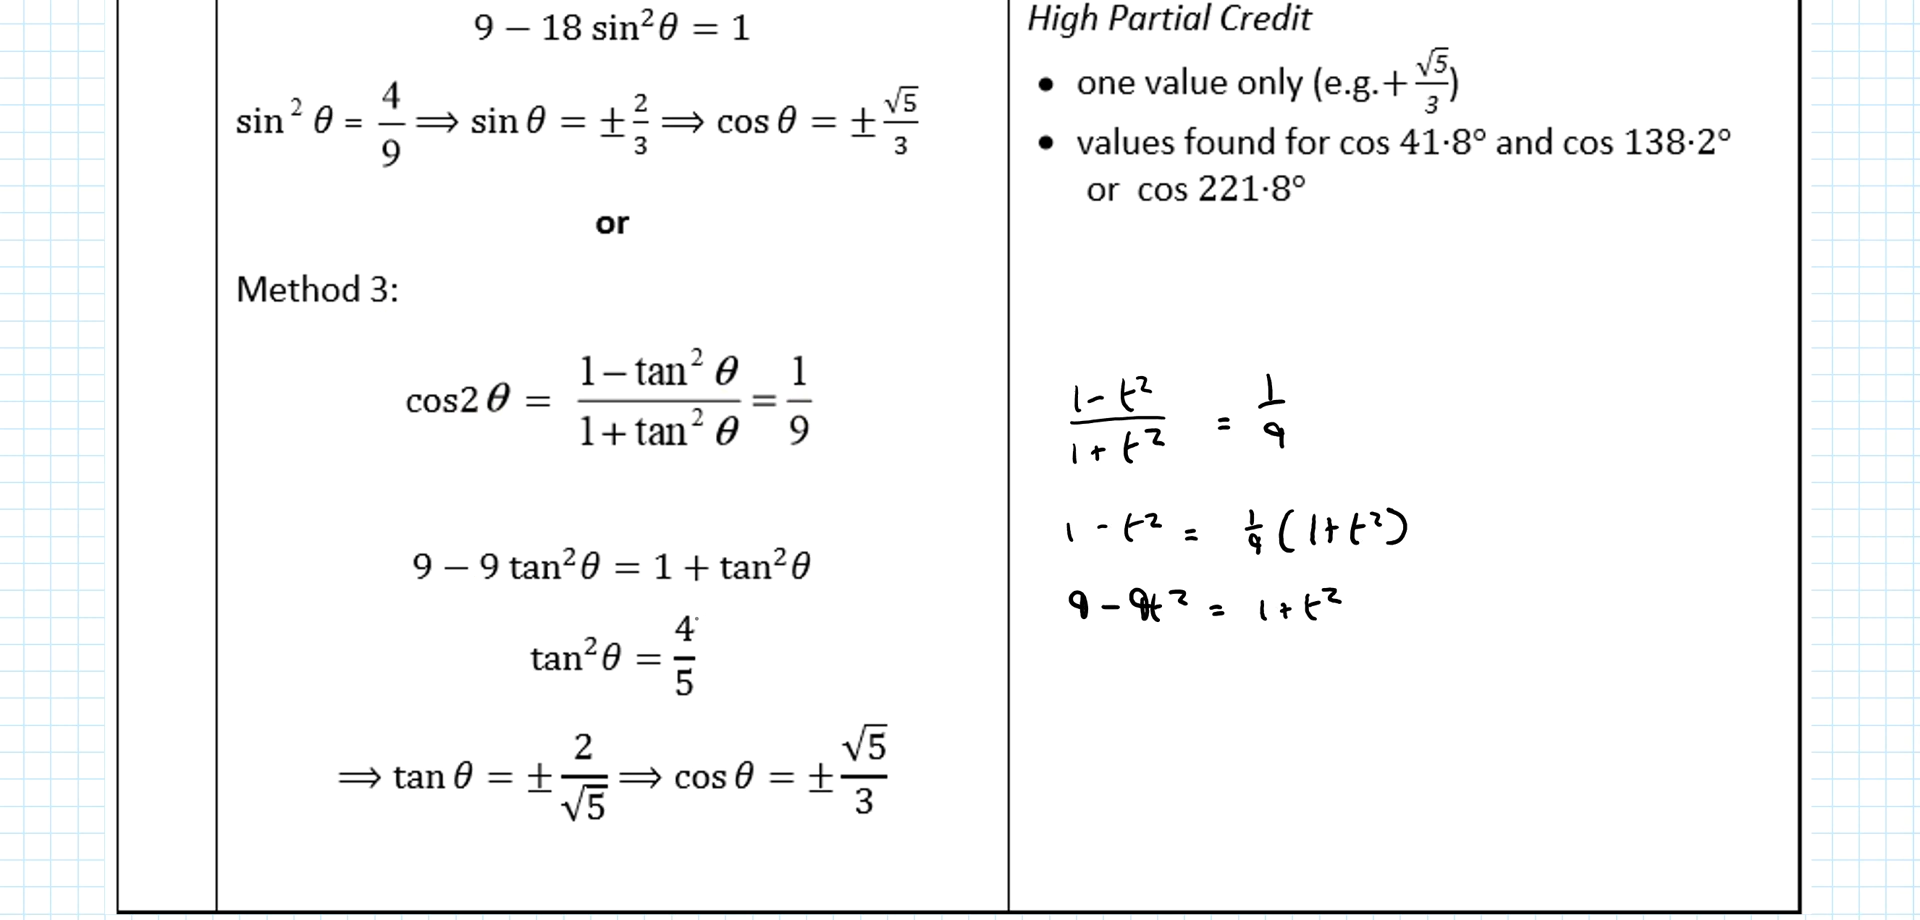 9 − 18 sin²θ = 1
sin² θ = 4/9 ⟹ sin θ = ± 2/3 ⟹ cos θ = ± √5/3
or
Method 3:
cos2θ = (1 − tan² θ)/(1 + tan² θ) = 1/9
9 − 9 tan²θ = 1 + tan²θ
tan²θ = 4/5
⟹ tan θ = ± 2/√5 ⟹ cos θ = ± √5/3
High Partial Credit
• one value only (e.g.+ √5/3)
• values found for cos 41·8° and cos 138·2°
or cos 221·8°
(1 - t²)/(1 + t²) = 1/9
1 - t² = 1/9 (1 + t²)
9 - 9t² = 1 + t²